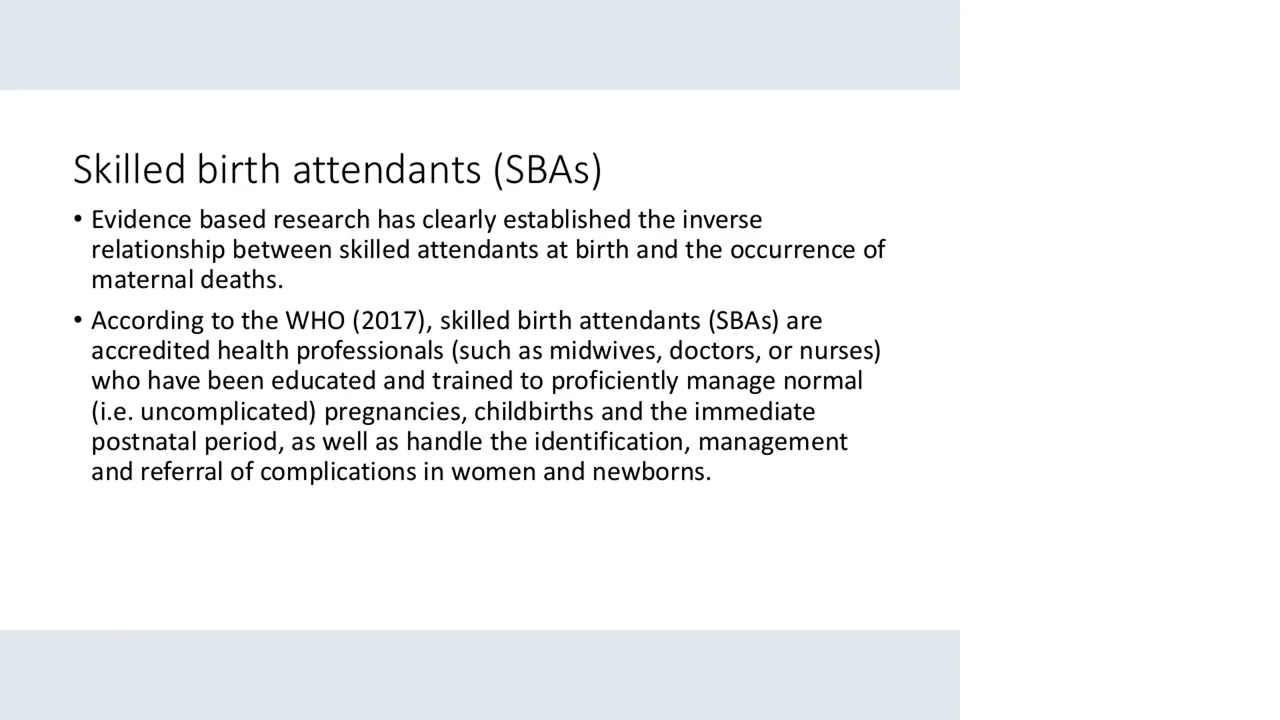 Skilled birth attendants (SBAs)
• Evidence based research has clearly established the inverse
relationship between skilled attendants at birth and the occurrence of
maternal deaths.
• According to the WHO (2017), skilled birth attendants (SBAs) are
accredited health professionals (such as midwives, doctors, or nurses)
who have been educated and trained to proficiently manage normal
(i.e. uncomplicated) pregnancies, childbirths and the immediate
postnatal period, as well as handle the identification, management
and referral of complications in women and newborns.